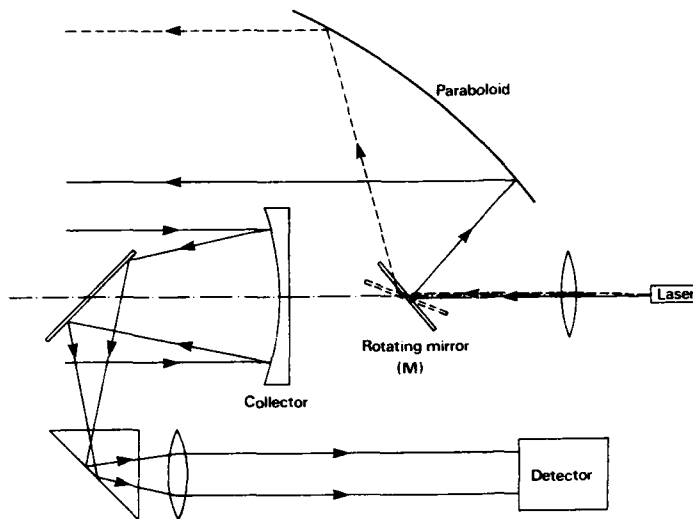 Paraboloid
Laser
Rotating mirror
(M)
Collector
Detector